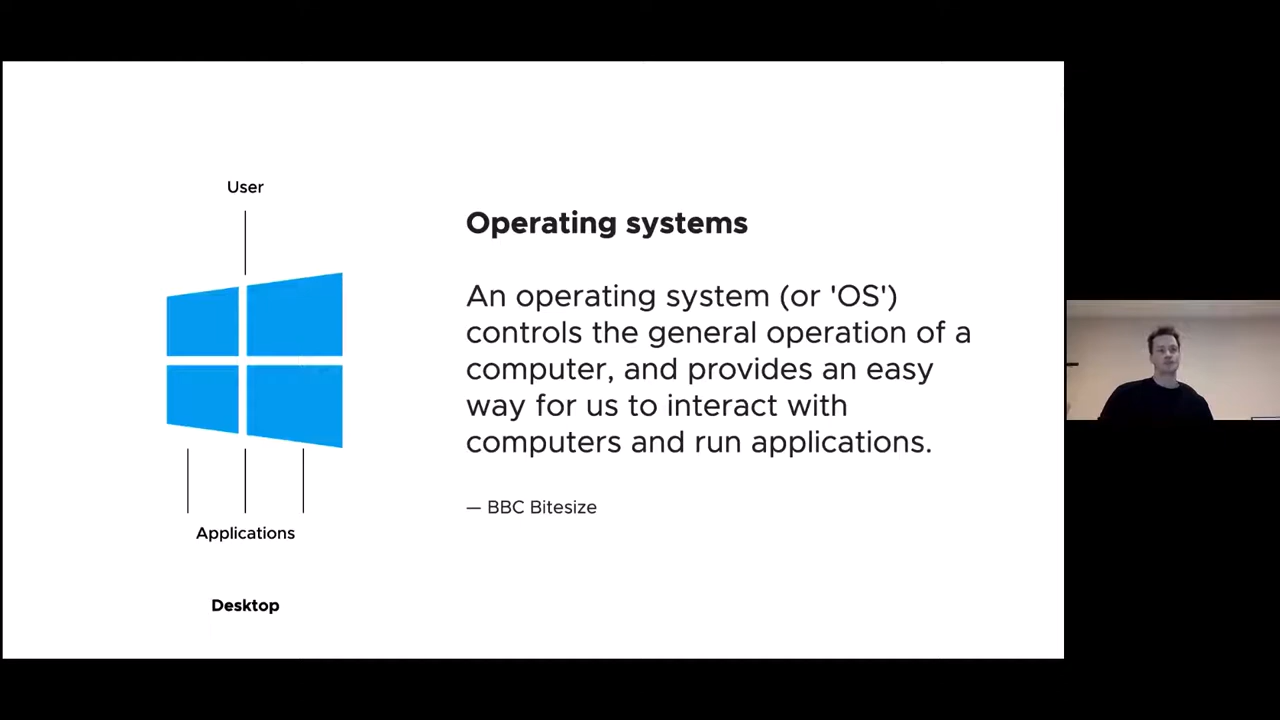 User
Applications
Desktop
Operating systems
An operating system (or 'OS')
controls the general operation of a
computer, and provides an easy
way for us to interact with
computers and run applications.
— BBC Bitesize